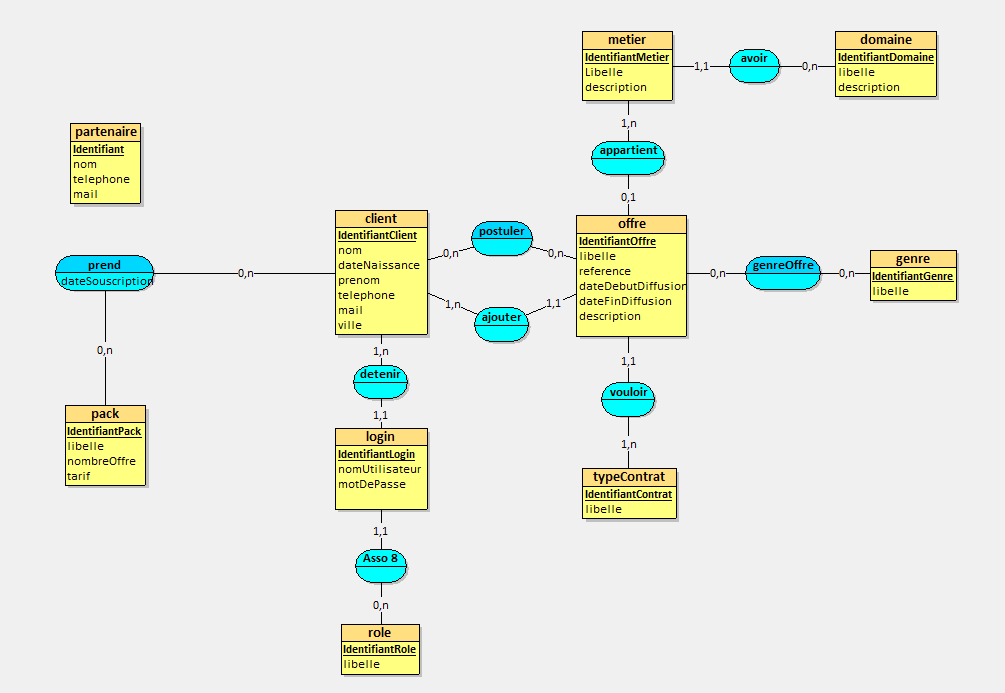 metier
IdentifiantMetier
Libelle
description
1,1
avoir
0,n
domaine
IdentifiantDomaine
libelle
description
1,n
appartient
0,1
partenaire
Identifiant
nom
telephone
mail
client
IdentifiantClient
nom
dateNaissance
prenom
telephone
mail
ville
0,n
postuler
0,n
1,n
ajouter
1,1
offre
IdentifiantOffre
libelle
reference
dateDebutDiffusion
dateFinDiffusion
description
0,n
genreOffre
0,n
genre
IdentifiantGenre
libelle
prend
dateSouscription
0,n
0,n
pack
IdentifiantPack
libelle
nombreOffre
tarif
1,n
detenir
1,1
login
IdentifiantLogin
nomUtilisateur
motDePasse
1,1
vouloir
1,n
typeContrat
IdentifiantContrat
libelle
1,1
Asso 8
0,n
role
IdentifiantRole
libelle